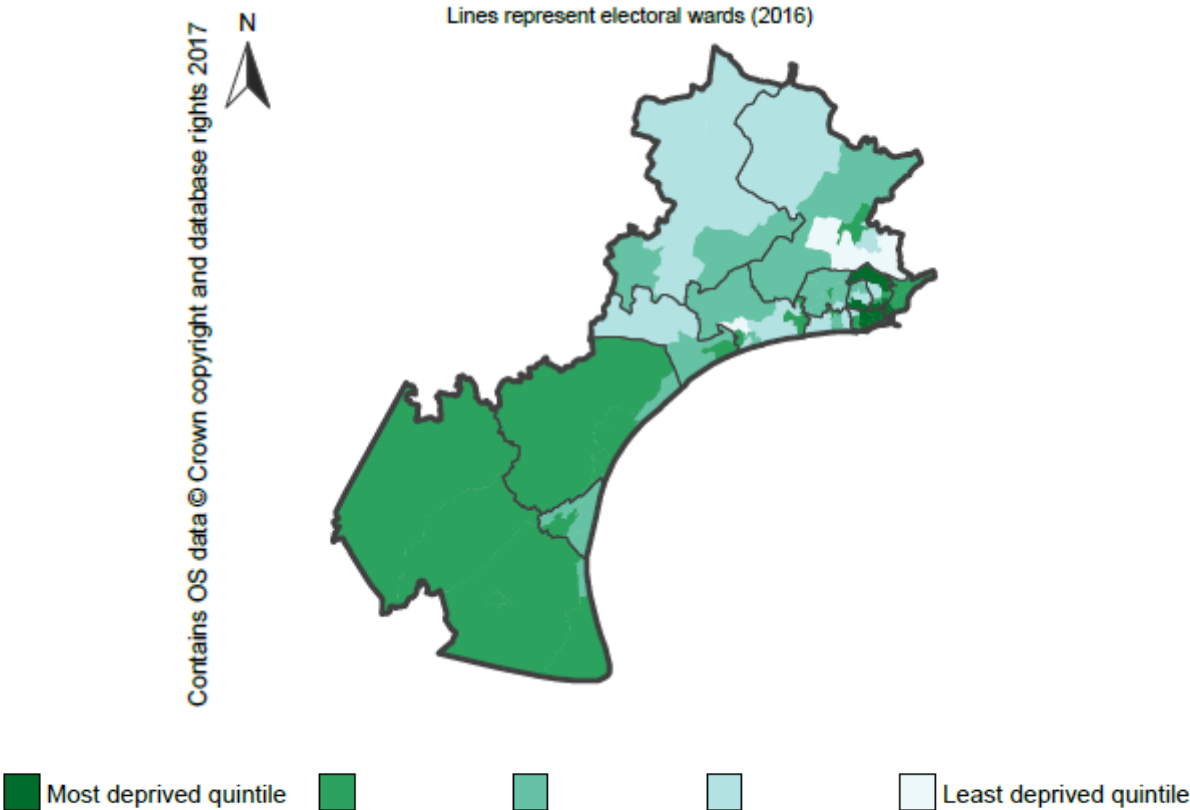 Lines represent electoral wards (2016)
N
Contains OS data © Crown copyright and database rights 2017
Most deprived quintile
Least deprived quintile